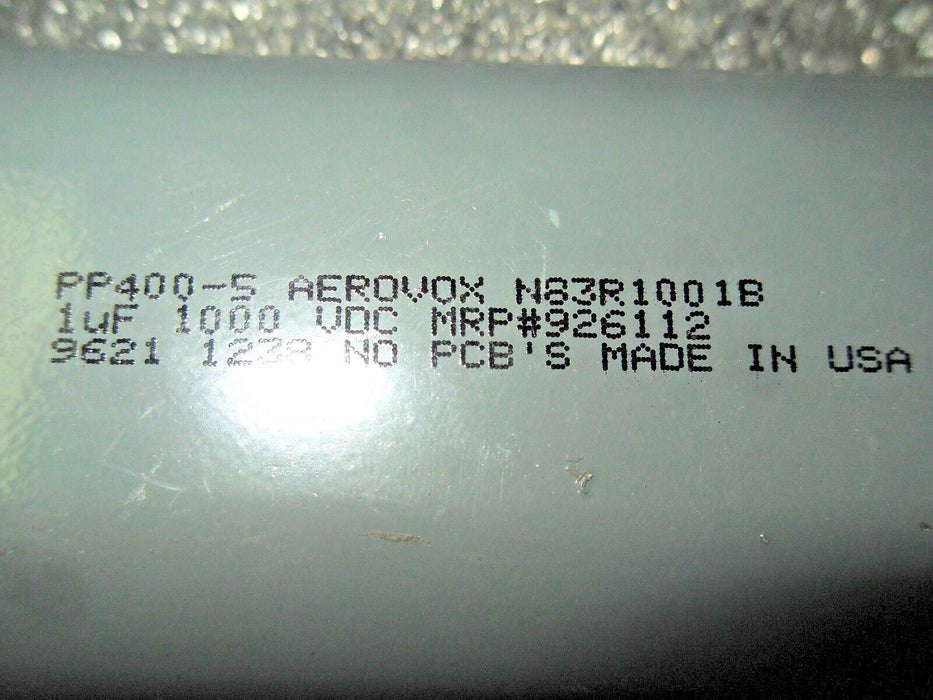 PP400-5 AEROVOX N83R1001B
1uF 1000 VDC MRP#926112
9621 NO PCB'S MADE IN USA